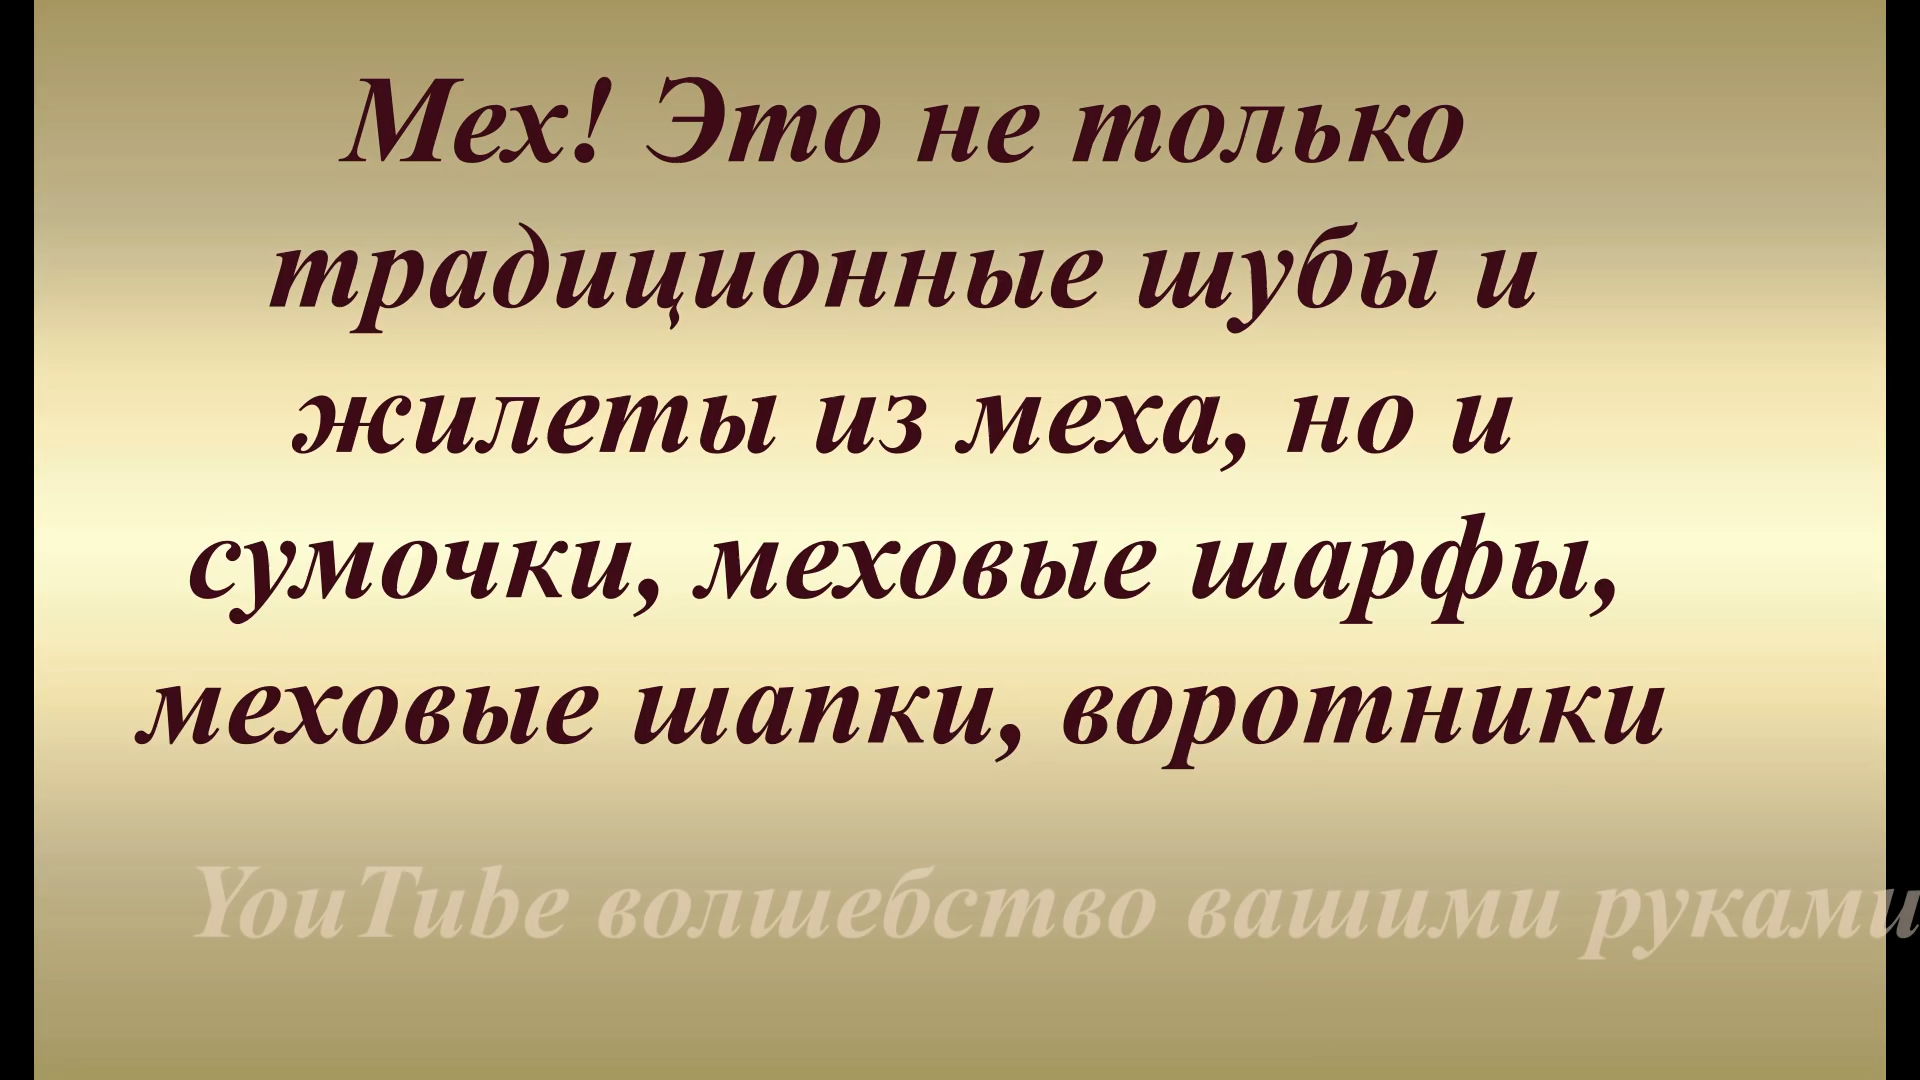 Мех! Это не только
традиционные шубы и
жилеты из меха, но и
сумочки, меховые шарфы,
меховые шапки, воротники
YouTube волшебство вашими руками